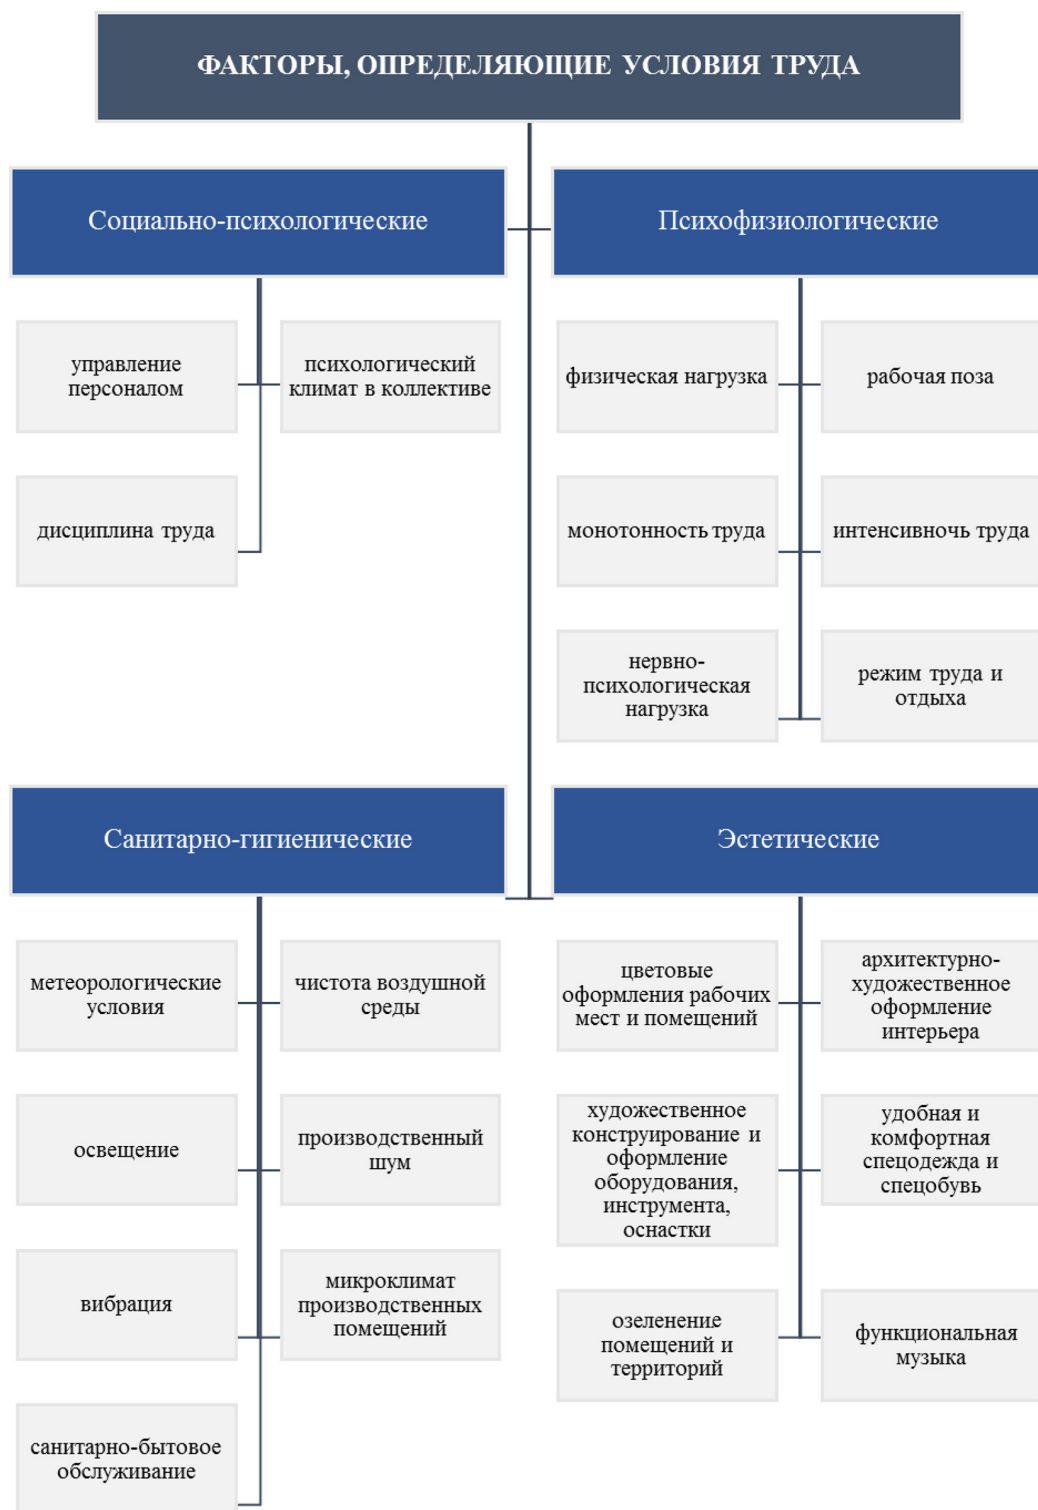 ФАКТОРЫ, ОПРЕДЕЛЯЮЩИЕ УСЛОВИЯ ТРУДА
Социально-психологические
управление
персоналом
психологический
климат в коллективе
дисциплина труда
Психофизиологические
физическая нагрузка
рабочая поза
монотонность труда
интенсивночь труда
нервно-
психологическая
нагрузка
режим труда и
отдыха
Санитарно-гигиенические
метеорологические
условия
чистота воздушной
среды
освещение
производственный
шум
вибрация
микроклимат
производственных
помещений
санитарно-бытовое
обслуживание
Эстетические
цветовые
оформления рабочих
мест и помещений
архитектурно-
художественное
оформление
интерьера
художественное
конструирование и
оформление
оборудования,
инструмента,
оснастки
удобная и
комфортная
спецодежда и
спецобувь
озеленение
помещений и
территорий
функциональная
музыка